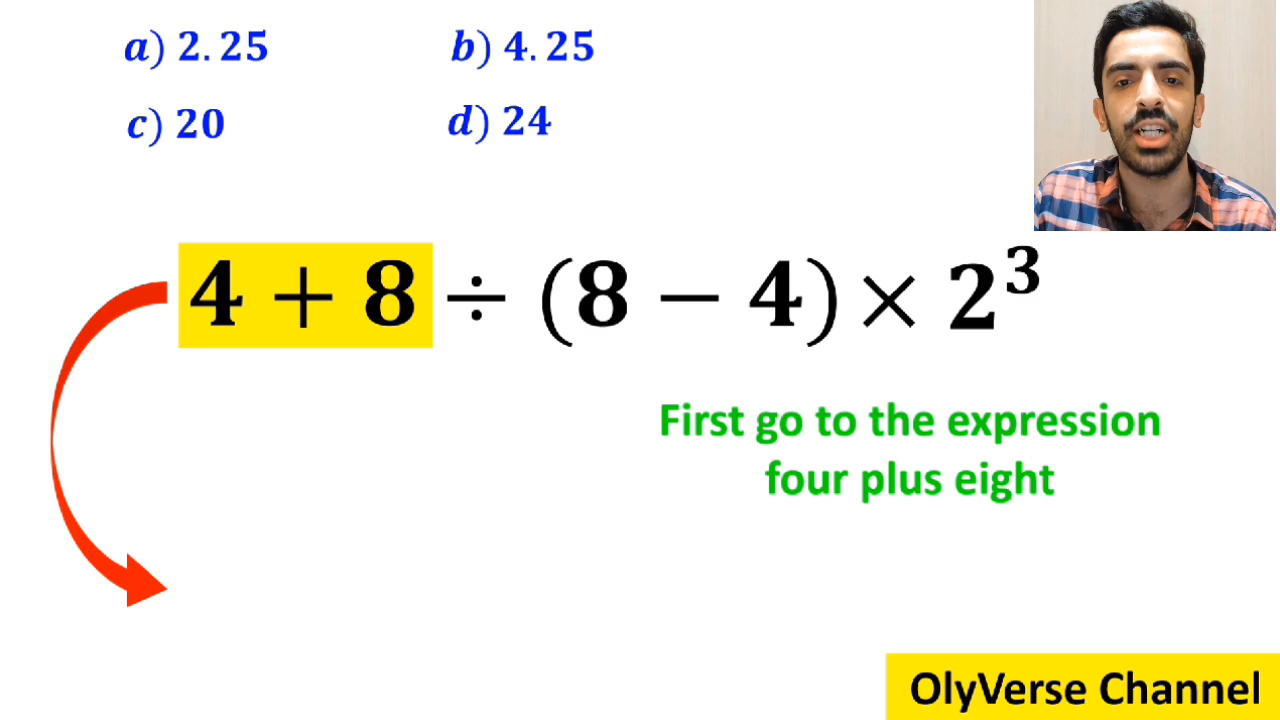 a) 2.25
b) 4.25
c) 20
d) 24
4 + 8 ÷ (8 − 4) × 2³
First go to the expression
four plus eight
OlyVerse Channel